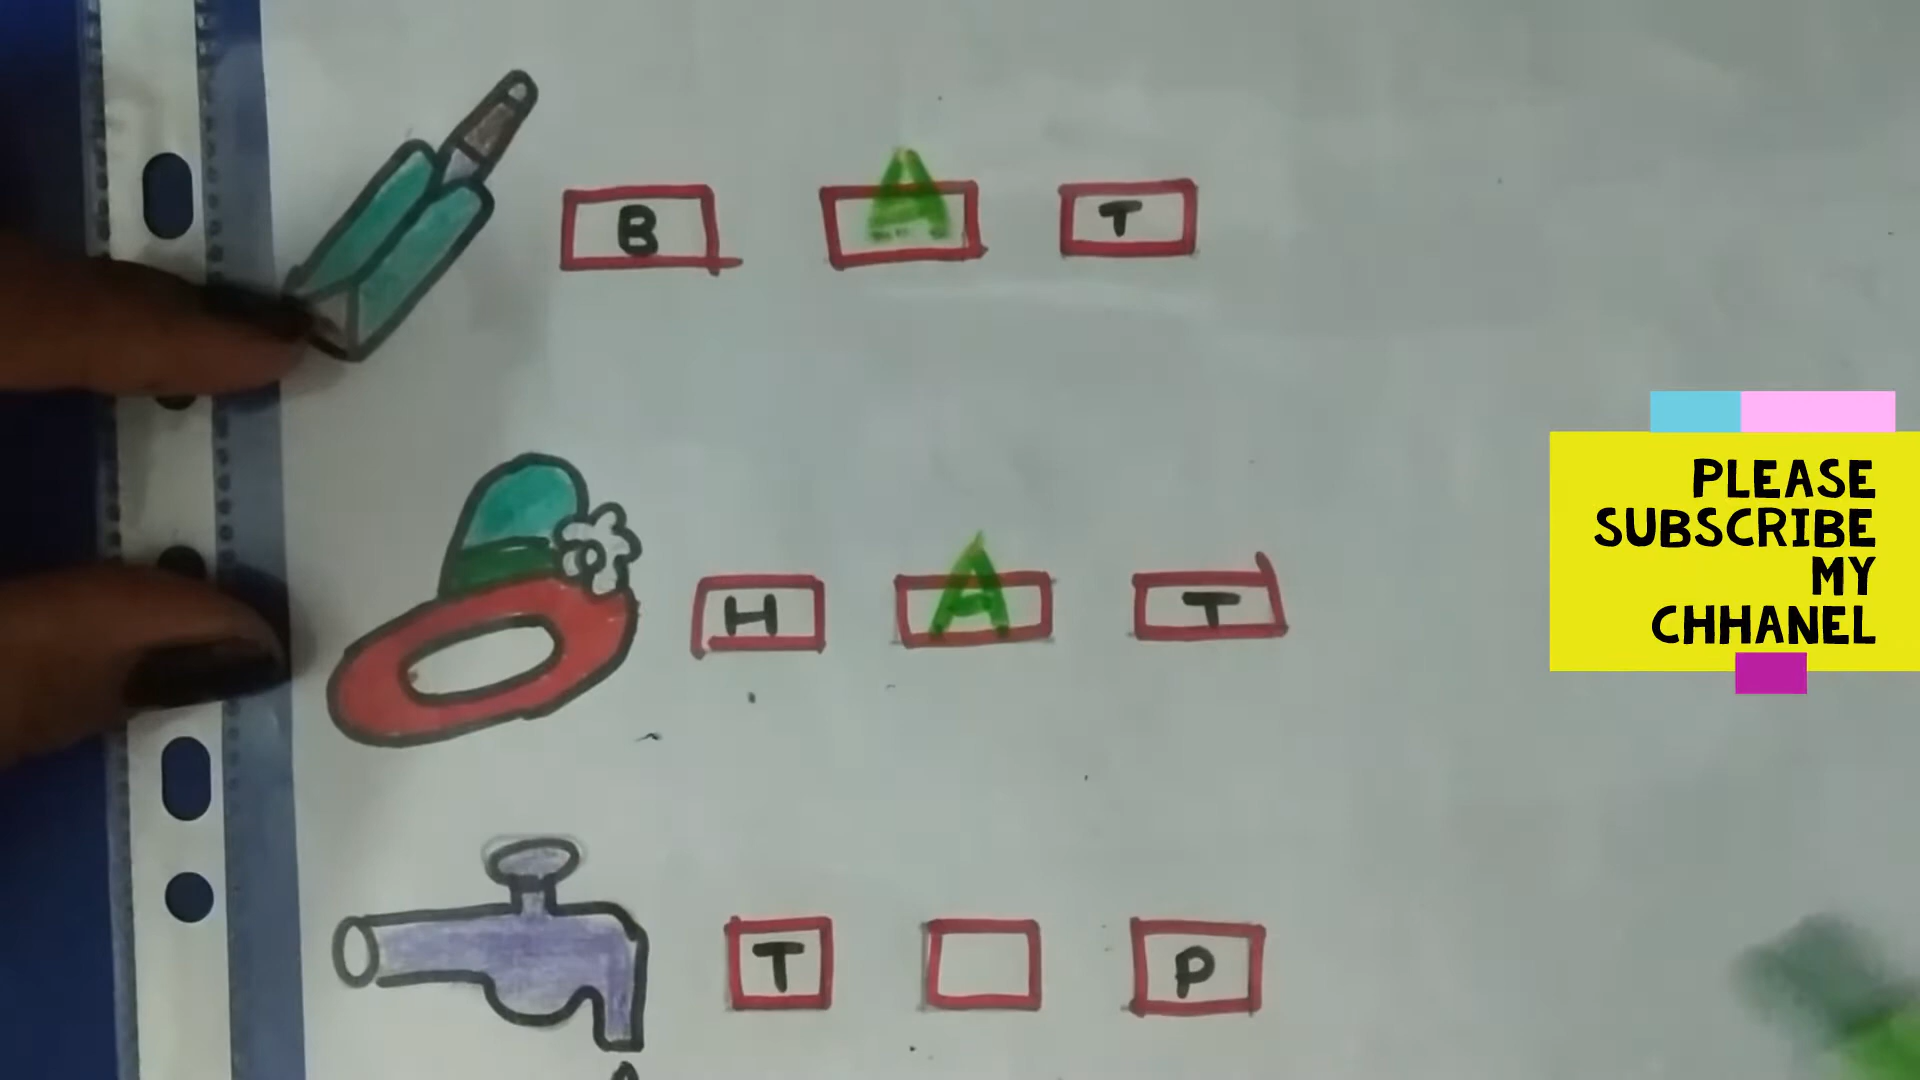 B A T
H A T
T P
PLEASE
SUBSCRIBE
MY
CHHANEL